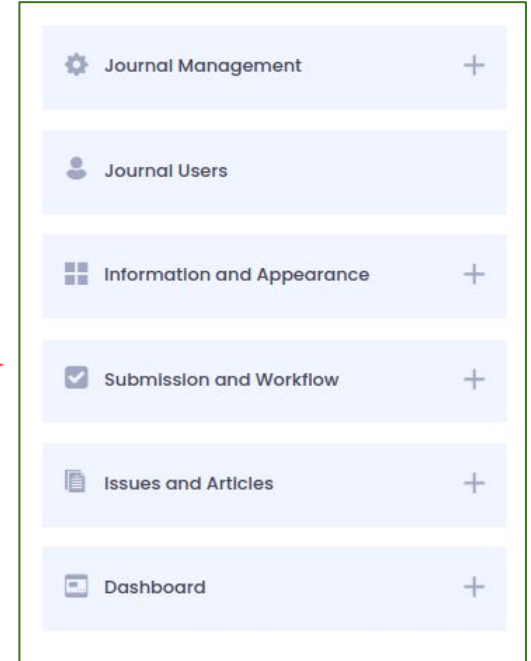 Journal Management
Journal Users
Information and Appearance
Submission and Workflow
Issues and Articles
Dashboard